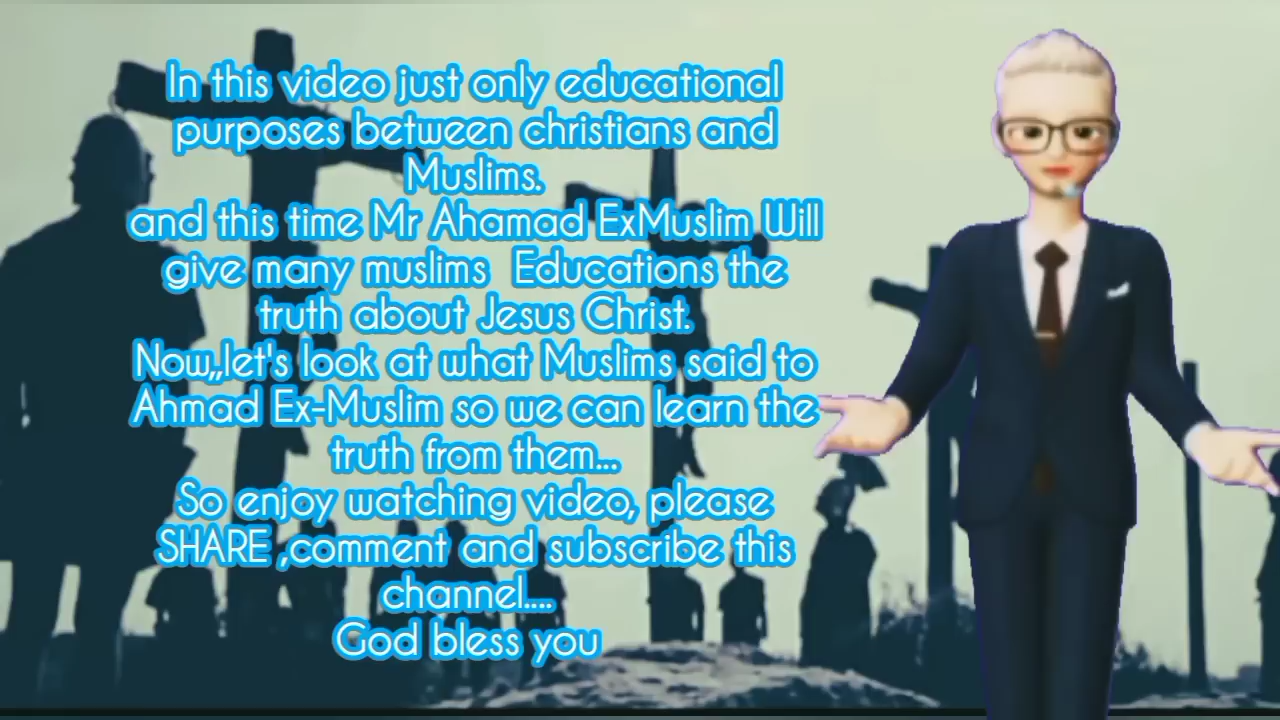 In this video just only educational
purposes between christians and
Muslims.
and this time Mr Ahamad ExMuslim Will
give many muslims Educations the
truth about Jesus Christ.
Now,,let's look at what Muslims said to
Ahmad Ex-Muslim so we can learn the
truth from them...
So enjoy watching video, please
SHARE ,comment and subscribe this
channel....
God bless you